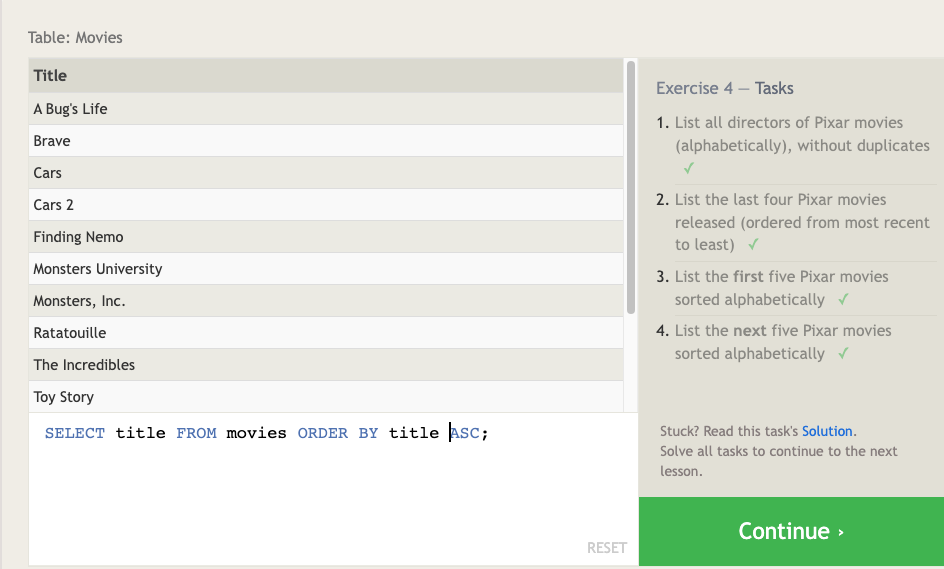 Table: Movies
Title
A Bug's Life
Brave
Cars
Cars 2
Finding Nemo
Monsters University
Monsters, Inc.
Ratatouille
The Incredibles
Toy Story
SELECT title FROM movies ORDER BY title ASC;
RESET
Exercise 4 — Tasks
1. List all directors of Pixar movies
(alphabetically), without duplicates
✓
2. List the last four Pixar movies
released (ordered from most recent
to least) ✓
3. List the first five Pixar movies
sorted alphabetically ✓
4. List the next five Pixar movies
sorted alphabetically ✓
Stuck? Read this task's Solution.
Solve all tasks to continue to the next
lesson.
Continue ›